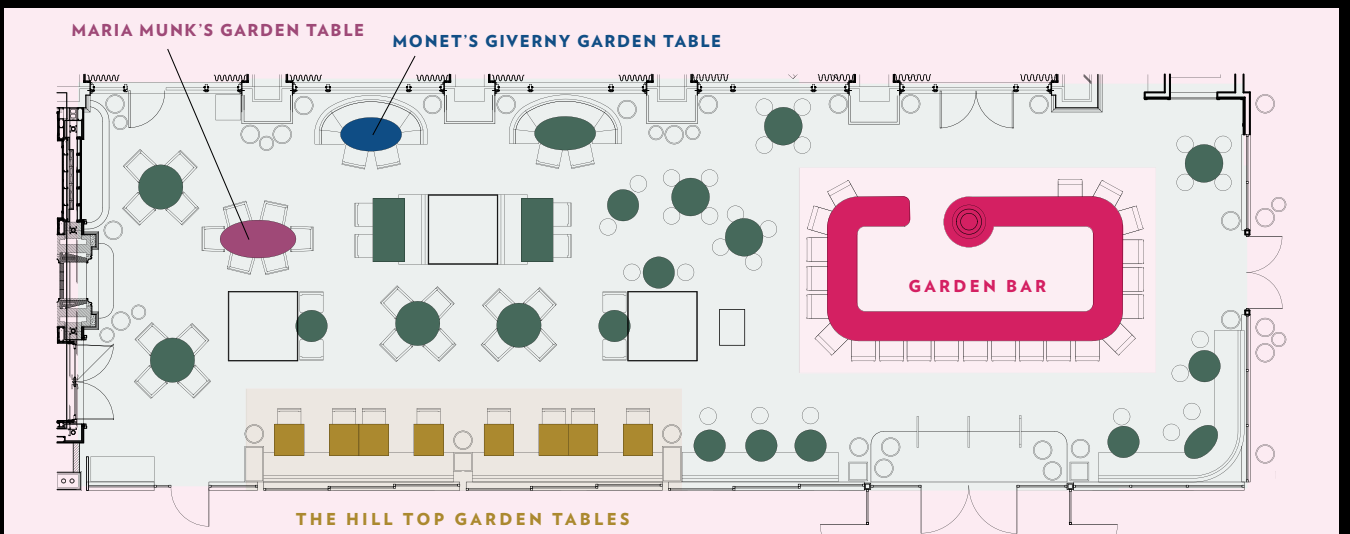 MARIA MUNK’S GARDEN TABLE
MONET’S GIVERNY GARDEN TABLE
GARDEN BAR
THE HILL TOP GARDEN TABLES